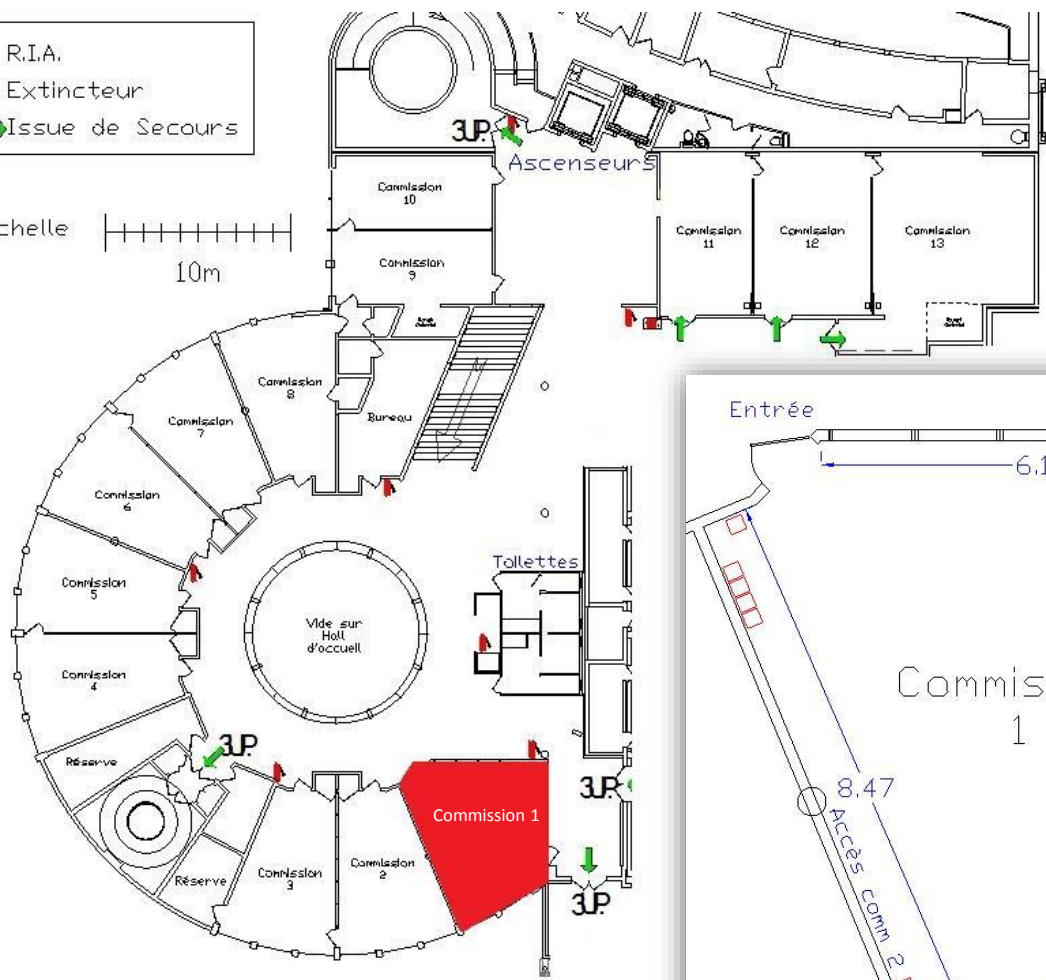 R.I.A.
Extincteur
Issue de Secours
chelle
10m
3U.P.
Ascenseurs
Commission
10
Commission
9
Commission
11
Commission
12
Commission
13
Commission
8
Bureau
Commission
7
Commission
6
Commission
5
Commission
4
Toilettes
Vide sur
Hall
d'accueil
Réserve
3U.P.
Réserve
Commission
3
Commission
2
Commission 1
3U.P.
3U.P.
Entrée
6.1
Commis
1
8.47
Accès comm 2